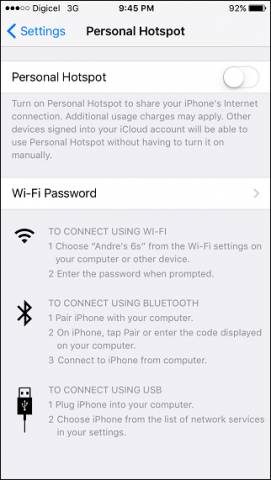 Digicel 3G 9:45 PM 92%
Settings Personal Hotspot
Personal Hotspot
Turn on Personal Hotspot to share your iPhone's Internet
connection. Additional usage charges may apply. Other
devices signed into your iCloud account will be able to
use Personal Hotspot without having to turn it on
manually.
Wi-Fi Password
TO CONNECT USING WI-FI
1 Choose "Andre's 6s" from the Wi-Fi settings on
your computer or other device.
2 Enter the password when prompted.
TO CONNECT USING BLUETOOTH
1 Pair iPhone with your computer.
2 On iPhone, tap Pair or enter the code displayed
on your computer.
3 Connect to iPhone from computer.
TO CONNECT USING USB
1 Plug iPhone into your computer.
2 Choose iPhone from the list of network services
in your settings.